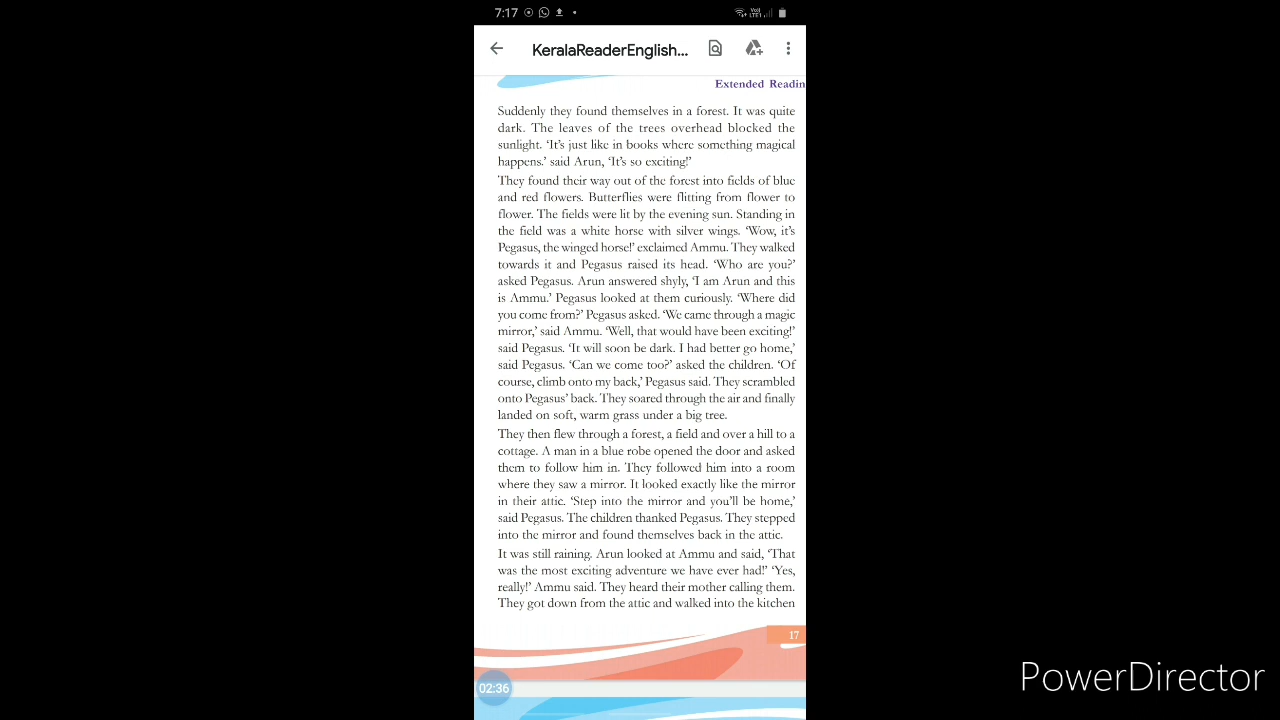 7:17
KeralaReaderEnglish...
Extended Readin
Suddenly they found themselves in a forest. It was quite
dark. The leaves of the trees overhead blocked the
sunlight. ‘It’s just like in books where something magical
happens.’ said Arun, ‘It’s so exciting!’
They found their way out of the forest into fields of blue
and red flowers. Butterflies were flitting from flower to
flower. The fields were lit by the evening sun. Standing in
the field was a white horse with silver wings. ‘Wow, it’s
Pegasus, the winged horse!’ exclaimed Ammu. They walked
towards it and Pegasus raised its head. ‘Who are you?’
asked Pegasus. Arun answered shyly, ‘I am Arun and this
is Ammu.’ Pegasus looked at them curiously. ‘Where did
you come from?’ Pegasus asked. ‘We came through a magic
mirror,’ said Ammu. ‘Well, that would have been exciting!’
said Pegasus. ‘It will soon be dark. I had better go home,’
said Pegasus. ‘Can we come too?’ asked the children. ‘Of
course, climb onto my back,’ Pegasus said. They scrambled
onto Pegasus’ back. They soared through the air and finally
landed on soft, warm grass under a big tree.
They then flew through a forest, a field and over a hill to a
cottage. A man in a blue robe opened the door and asked
them to follow him in. They followed him into a room
where they saw a mirror. It looked exactly like the mirror
in their attic. ‘Step into the mirror and you’ll be home,’
said Pegasus. The children thanked Pegasus. They stepped
into the mirror and found themselves back in the attic.
It was still raining. Arun looked at Ammu and said, ‘That
was the most exciting adventure we have ever had!’ ‘Yes,
really!’ Ammu said. They heard their mother calling them.
They got down from the attic and walked into the kitchen
17
02:36
PowerDirector